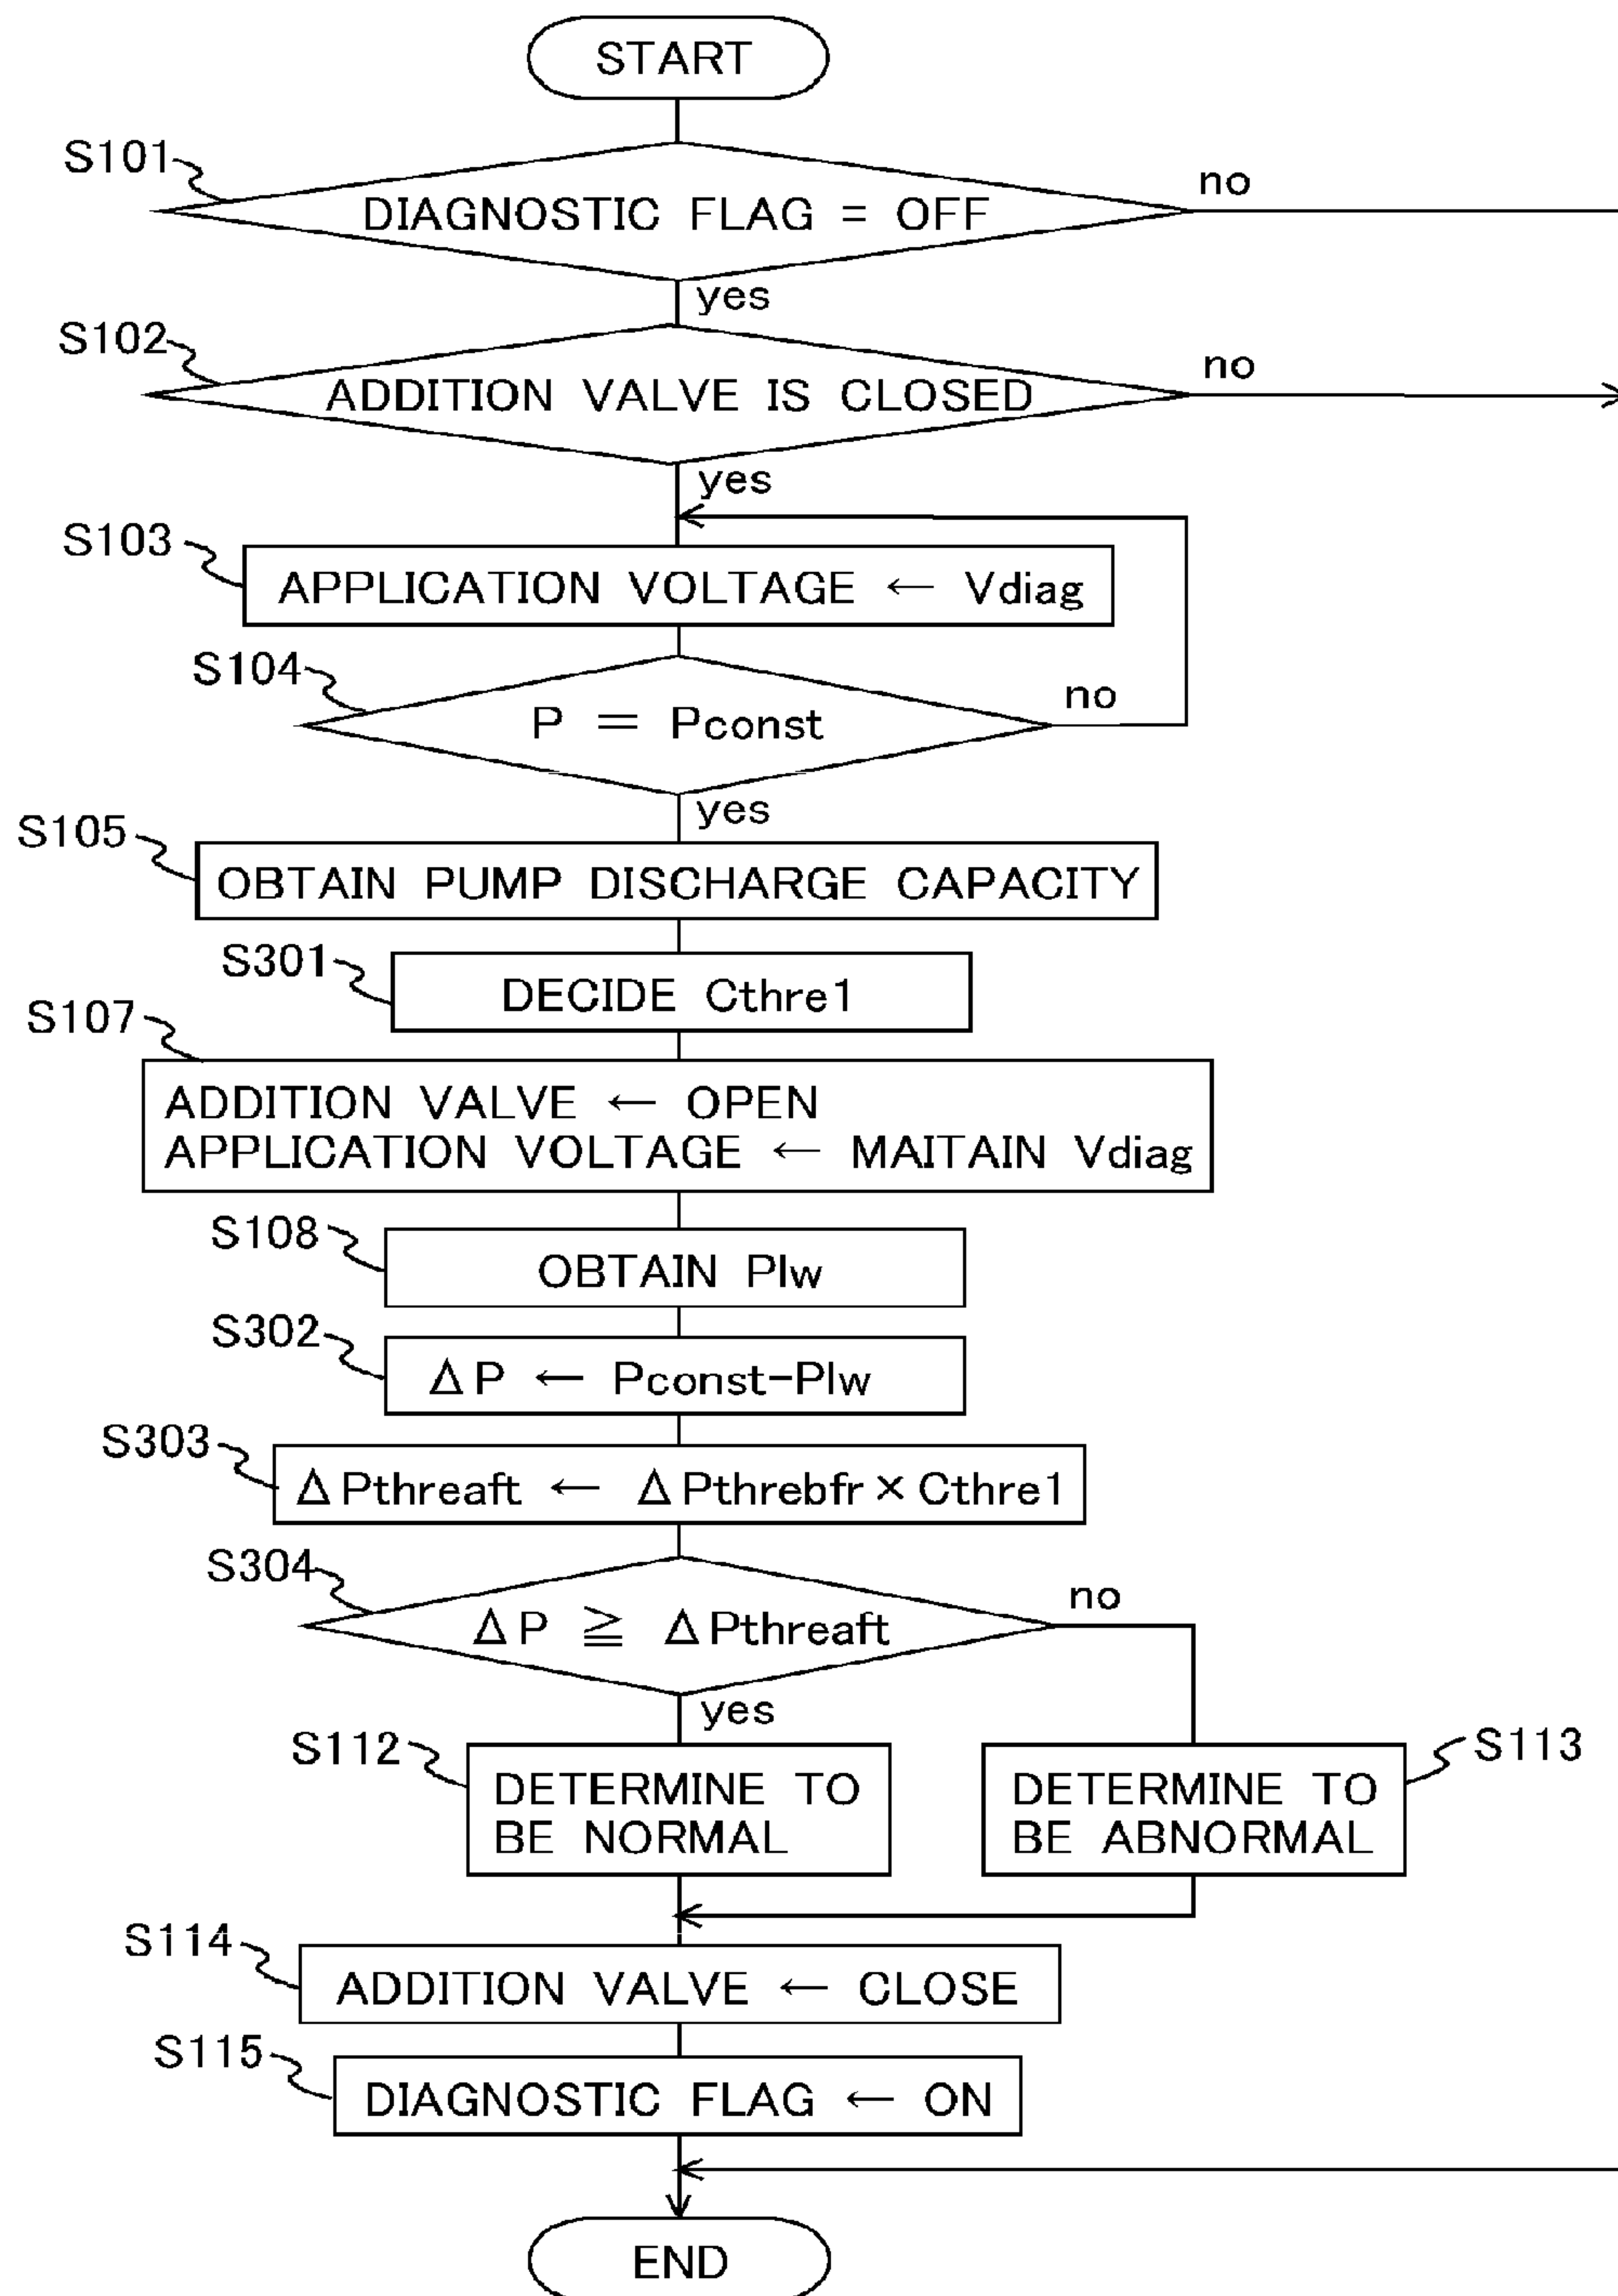 START
S101
DIAGNOSTIC FLAG = OFF
no
yes
S102
ADDITION VALVE IS CLOSED
no
yes
S103
APPLICATION VOLTAGE ← Vdiag
S104
P = Pconst
no
yes
S105
OBTAIN PUMP DISCHARGE CAPACITY
S301
DECIDE Cthre1
S107
ADDITION VALVE ← OPEN
APPLICATION VOLTAGE ← MAITAIN Vdiag
S108
OBTAIN Plw
S302
ΔP ← Pconst-Plw
S303
ΔPthreaft ← ΔPthrebfr×Cthre1
S304
ΔP ≧ ΔPthreaft
no
yes
S112
DETERMINE TO
BE NORMAL
S113
DETERMINE TO
BE ABNORMAL
S114
ADDITION VALVE ← CLOSE
S115
DIAGNOSTIC FLAG ← ON
END